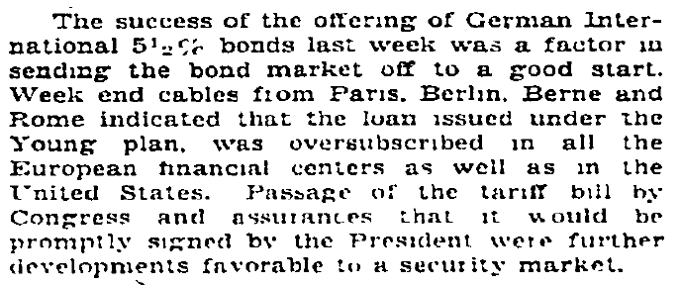 The success of the offering of German Inter-
national 5½% bonds last week was a factor in
sending the bond market off to a good start.
Week end cables from Paris, Berlin, Berne and
Rome indicated that the loan issued under the
Young plan, was oversubscribed in all the
European financial centers as well as in the
United States. Passage of the tariff bill by
Congress and assurances that it would be
promptly signed by the President were further
developments favorable to a security market.